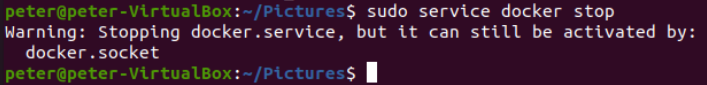 peter@peter-VirtualBox:~/Pictures$ sudo service docker stop
Warning: Stopping docker.service, but it can still be activated by:
  docker.socket
peter@peter-VirtualBox:~/Pictures$